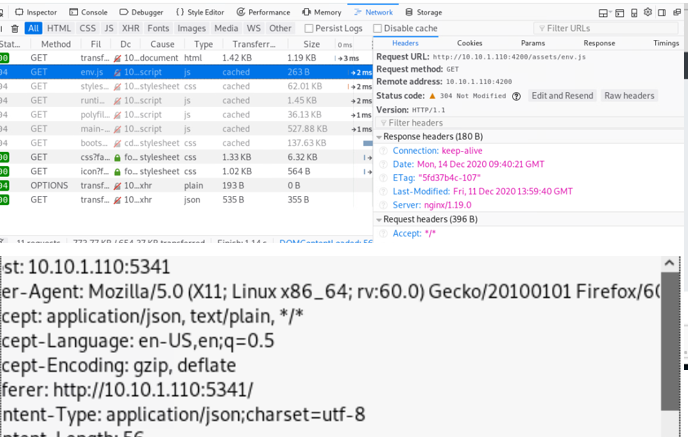 Inspector Console Debugger Style Editor Performance Memory Network Storage
All HTML CSS JS XHR Fonts Images Media WS Other Persist Logs Disable cache Filter URLs
Stat... Method Fil Dc Cause Type Transferr... Size 0 ms
00 GET transf... 10... document html 1.42 KB 1.19 KB → 3 ms
04 GET env.js 10... script js cached 263 B → 2 ms
04 GET styles... 10... stylesheet css cached 62.01 KB → 2 ms
04 GET runti... 10... script js cached 1.45 KB → 2 ms
04 GET polyfil... 10... script js cached 36.13 KB → 1 ms
04 GET main-... 10... script js cached 527.88 KB → 1 ms
GET boots... 10... stylesheet css cached 137.63 KB
00 GET css?fa... fo... stylesheet css 1.33 KB 6.32 KB
00 GET icon?f... fo... stylesheet css 1.02 KB 564 B
04 OPTIONS transf... 10... xhr plain 193 B 0 B
00 GET transf... 10... xhr json 535 B 355 B
11 requests
Finish: 1.14 s
Headers Cookies Params Response Timings
Request URL: http://10.10.1.110:4200/assets/env.js
Request method: GET
Remote address: 10.10.1.110:4200
Status code: 304 Not Modified Edit and Resend Raw headers
Version: HTTP/1.1
Filter headers
Response headers (180 B)
Connection: keep-alive
Date: Mon, 14 Dec 2020 09:40:21 GMT
ETag: "5fd37b4c-107"
Last-Modified: Fri, 11 Dec 2020 13:59:40 GMT
Server: nginx/1.19.0
Request headers (396 B)
Accept: */*
st: 10.10.1.110:5341
er-Agent: Mozilla/5.0 (X11; Linux x86_64; rv:60.0) Gecko/20100101 Firefox/60
cept: application/json, text/plain, */*
cept-Language: en-US,en;q=0.5
cept-Encoding: gzip, deflate
ferer: http://10.10.1.110:5341/
ntent-Type: application/json;charset=utf-8
ntent-Length: 56